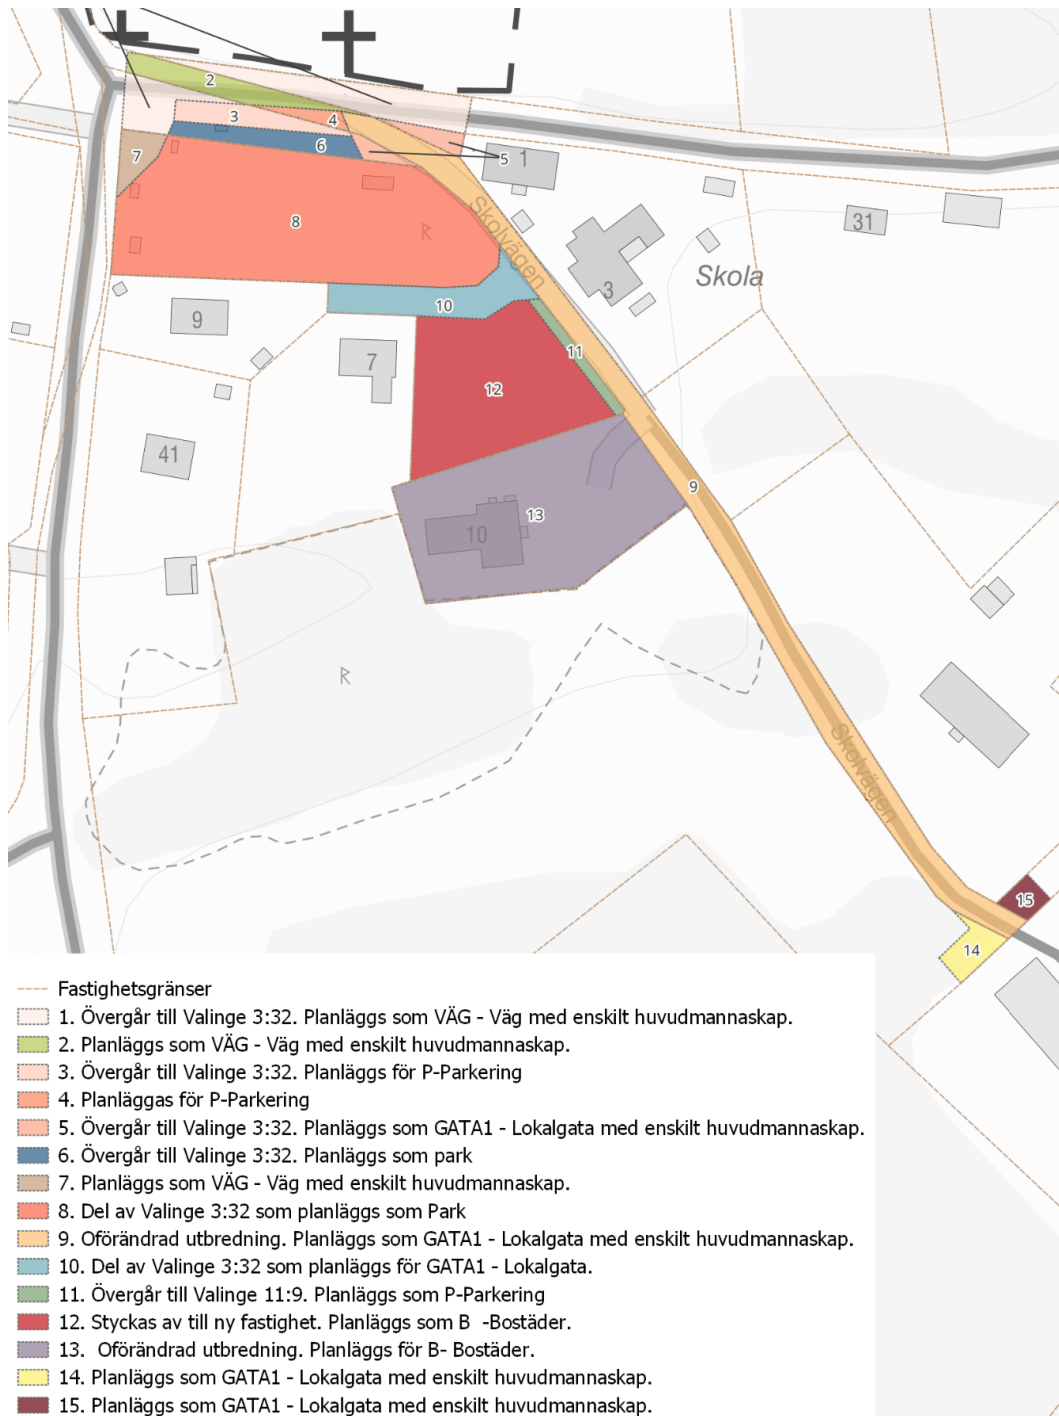 2
3
4
6
5
1
7
8
Skolvägen
3
Skola
31
9
10
7
11
12
41
9
13
10
Skolvägen
15
14
Fastighetsgränser
1. Övergår till Valinge 3:32. Planläggs som VÄG - Väg med enskilt huvudmannaskap.
2. Planläggs som VÄG - Väg med enskilt huvudmannaskap.
3. Övergår till Valinge 3:32. Planläggs för P-Parkering
4. Planläggas för P-Parkering
5. Övergår till Valinge 3:32. Planläggs som GATA1 - Lokalgata med enskilt huvudmannaskap.
6. Övergår till Valinge 3:32. Planläggs som park
7. Planläggs som VÄG - Väg med enskilt huvudmannaskap.
8. Del av Valinge 3:32 som planläggs som Park
9. Oförändrad utbredning. Planläggs som GATA1 - Lokalgata med enskilt huvudmannaskap.
10. Del av Valinge 3:32 som planläggs för GATA1 - Lokalgata.
11. Övergår till Valinge 11:9. Planläggs som P-Parkering
12. Styckas av till ny fastighet. Planläggs som B  -Bostäder.
13.  Oförändrad utbredning. Planläggs för B- Bostäder.
14. Planläggs som GATA1 - Lokalgata med enskilt huvudmannaskap.
15. Planläggs som GATA1 - Lokalgata med enskilt huvudmannaskap.